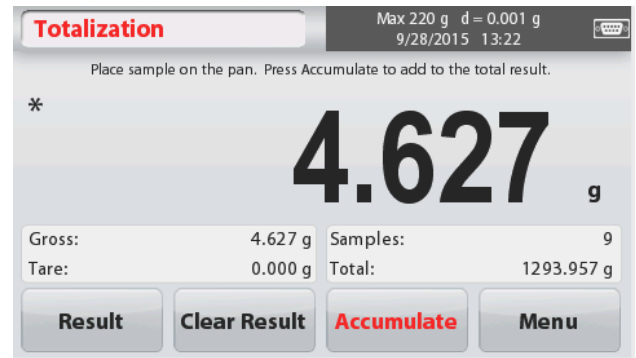 Totalization
Max 220 g d = 0.001 g
9/28/2015 13:22
Place sample on the pan. Press Accumulate to add to the total result.
*
4.627 g
Gross: 4.627 g Samples: 9
Tare: 0.000 g Total: 1293.957 g
Result Clear Result Accumulate Menu